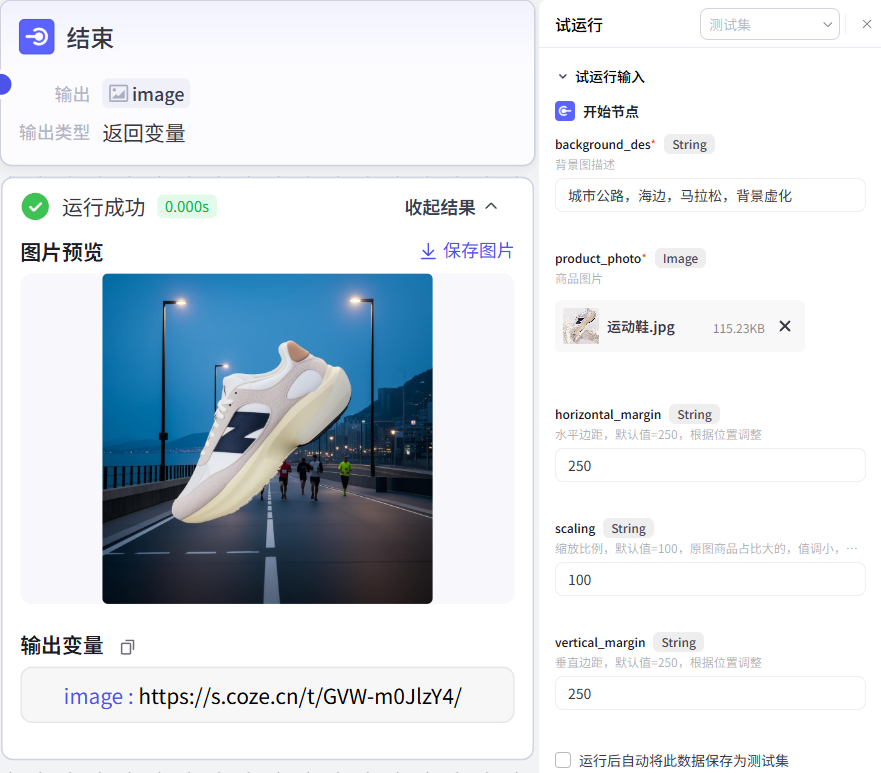 结束
输出 image
输出类型 返回变量
运行成功 0.000s 收起结果
图片预览 保存图片
输出变量
image : https://s.coze.cn/t/GVW-m0JlzY4/
试运行 测试集
试运行输入
开始节点
background_des* String
背景图描述
城市公路，海边，马拉松，背景虚化
product_photo* Image
商品图片
运动鞋.jpg 115.23KB
horizontal_margin String
水平边距，默认值=250，根据位置调整
250
scaling String
缩放比例，默认值=100，原图商品占比大的，值调小，…
100
vertical_margin String
垂直边距，默认值=250，根据位置调整
250
运行后自动将此数据保存为测试集